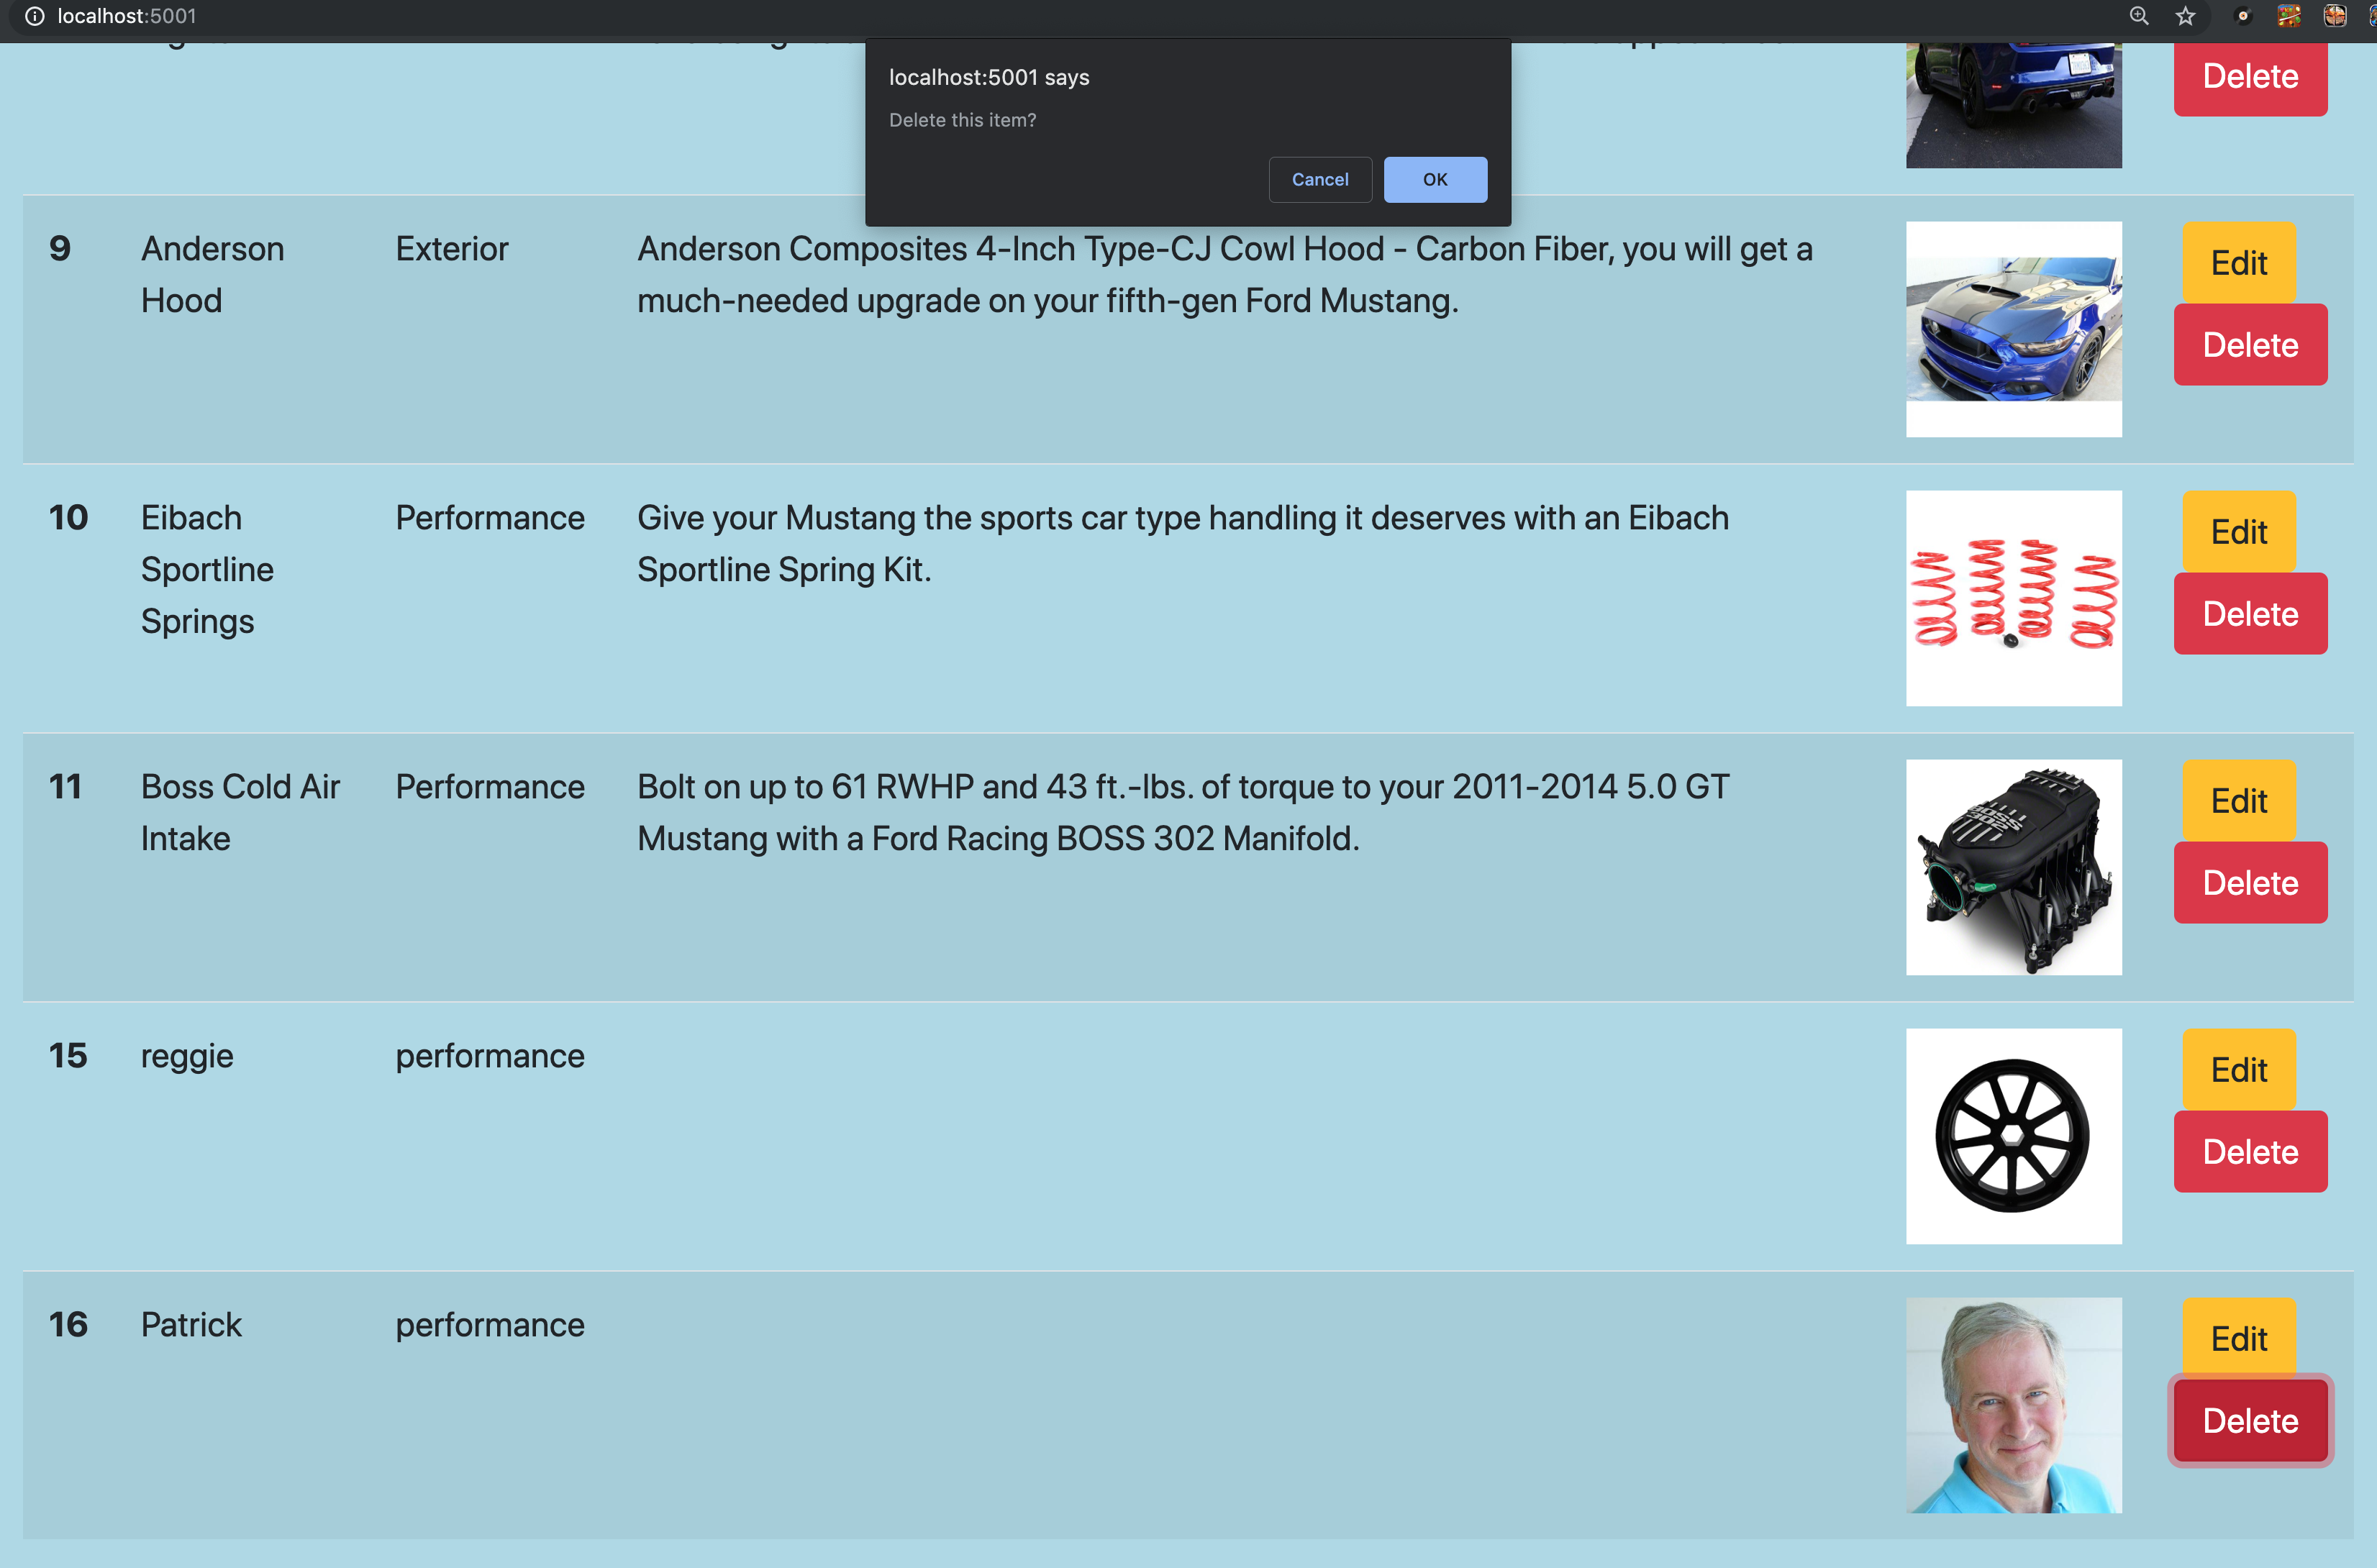 localhost:5001
localhost:5001 says
Delete this item?
Cancel
OK
Delete
9
Anderson
Hood
Exterior
Anderson Composites 4-Inch Type-CJ Cowl Hood - Carbon Fiber, you will get a
much-needed upgrade on your fifth-gen Ford Mustang.
Edit
Delete
10
Eibach
Sportline
Springs
Performance
Give your Mustang the sports car type handling it deserves with an Eibach
Sportline Spring Kit.
Edit
Delete
11
Boss Cold Air
Intake
Performance
Bolt on up to 61 RWHP and 43 ft.-lbs. of torque to your 2011-2014 5.0 GT
Mustang with a Ford Racing BOSS 302 Manifold.
BOSS
302
Edit
Delete
15
reggie
performance
Edit
Delete
16
Patrick
performance
Edit
Delete